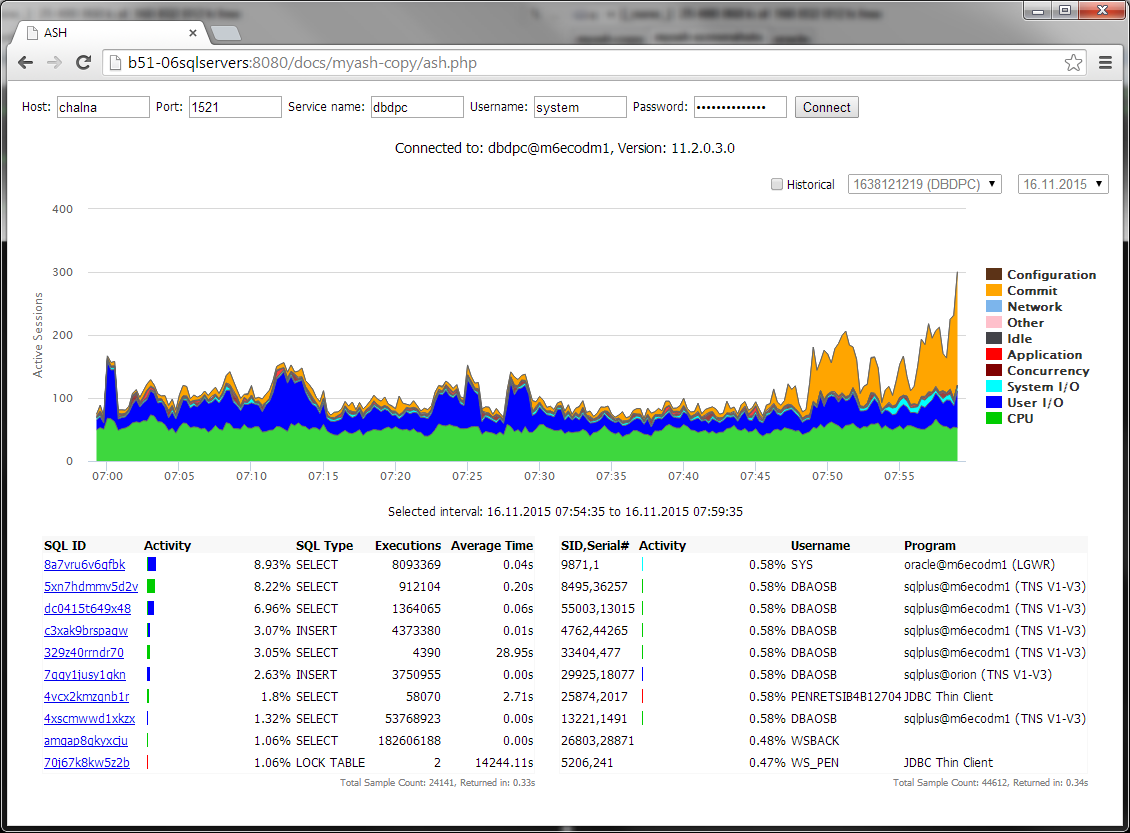 ASH
b51-06sqlservers:8080/docs/myash-copy/ash.php
Host: chalna Port: 1521 Service name: dbdpc Username: system Password: •••••••••••••• Connect
Connected to: dbdpc@m6ecodm1, Version: 11.2.0.3.0
Historical 1638121219 (DBDPC) 16.11.2015
Active Sessions
400
300
200
100
0
07:00 07:05 07:10 07:15 07:20 07:25 07:30 07:35 07:40 07:45 07:50 07:55
Configuration
Commit
Network
Other
Idle
Application
Concurrency
System I/O
User I/O
CPU
Selected interval: 16.11.2015 07:54:35 to 16.11.2015 07:59:35
SQL ID Activity SQL Type Executions Average Time
8a7vru6v6qfbk 8.93% SELECT 8093369 0.04s
5xn7hdmmv5d2v 8.22% SELECT 912104 0.20s
dc0415t649x48 6.96% SELECT 1364065 0.06s
c3xak9brspaqw 3.07% INSERT 4373380 0.01s
329z40rrndr70 3.05% SELECT 4390 28.95s
7gqy1jusy1gkn 2.63% INSERT 3750955 0.00s
4vcx2kmzqnb1r 1.8% SELECT 58070 2.71s
4xscmwwd1xkzx 1.32% SELECT 53768923 0.00s
amgap8qkyxcju 1.06% SELECT 182606188 0.00s
70j67k8kw5z2b 1.06% LOCK TABLE 2 14244.11s
Total Sample Count: 24141, Returned in: 0.33s
SID,Serial# Activity Username Program
9871,1 0.58% SYS oracle@m6ecodm1 (LGWR)
8495,36257 0.58% DBAOSB sqlplus@m6ecodm1 (TNS V1-V3)
55003,13015 0.58% DBAOSB sqlplus@m6ecodm1 (TNS V1-V3)
4762,44265 0.58% DBAOSB sqlplus@m6ecodm1 (TNS V1-V3)
33404,477 0.58% DBAOSB sqlplus@m6ecodm1 (TNS V1-V3)
29925,18077 0.58% DBAOSB sqlplus@orion (TNS V1-V3)
25874,2017 0.58% PENRETSIB4B12704 JDBC Thin Client
13221,1491 0.58% DBAOSB sqlplus@m6ecodm1 (TNS V1-V3)
26803,28871 0.48% WSBACK
5206,241 0.47% WS_PEN JDBC Thin Client
Total Sample Count: 44612, Returned in: 0.34s